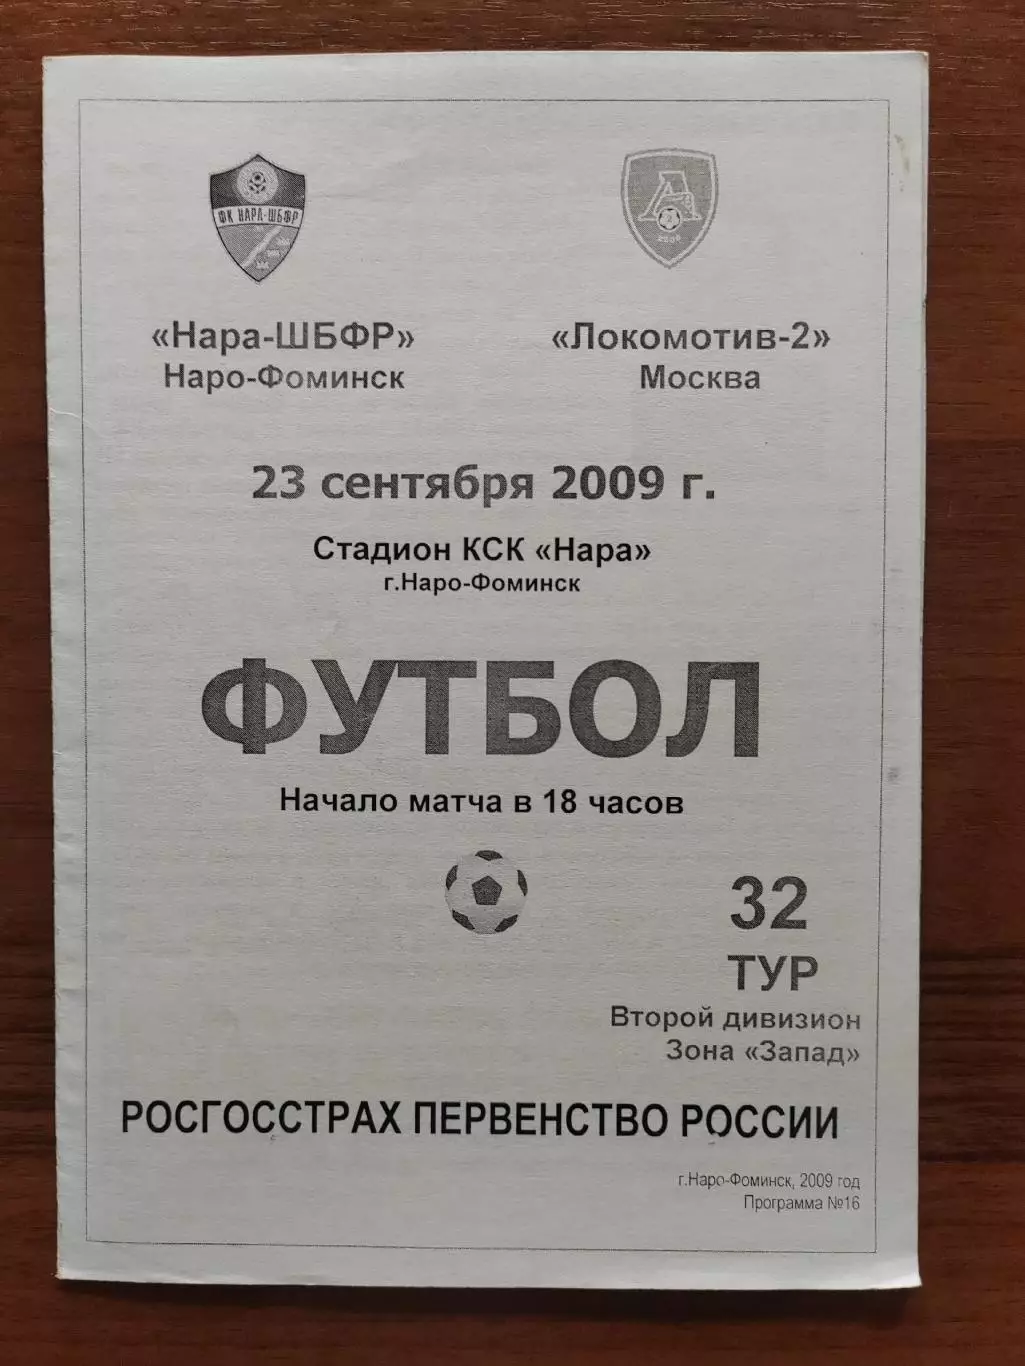 ФК НАРА-ШБФР
2008
«Нара-ШБФР»
Наро-Фоминск
«Локомотив-2»
Москва
23 сентября 2009 г.
Стадион КСК «Нара»
г.Наро-Фоминск
ФУТБОЛ
Начало матча в 18 часов
32
ТУР
Второй дивизион
Зона «Запад»
РОСГОССТРАХ ПЕРВЕНСТВО РОССИИ
г.Наро-Фоминск, 2009 год
Программа №16